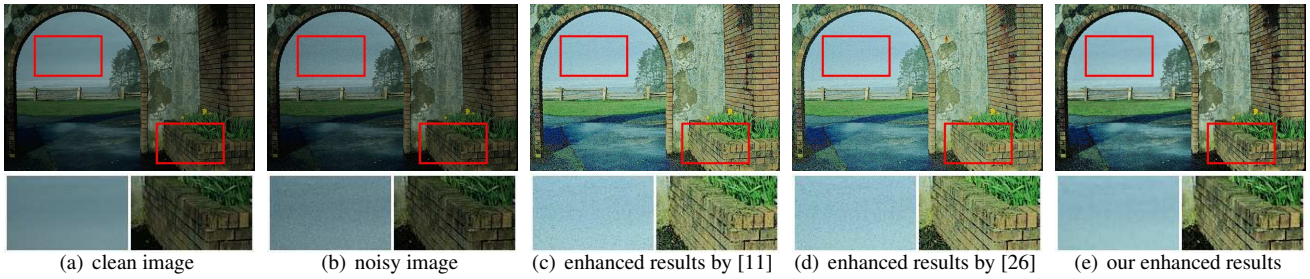 (a) clean image
(b) noisy image
(c) enhanced results by [11]
(d) enhanced results by [26]
(e) our enhanced results